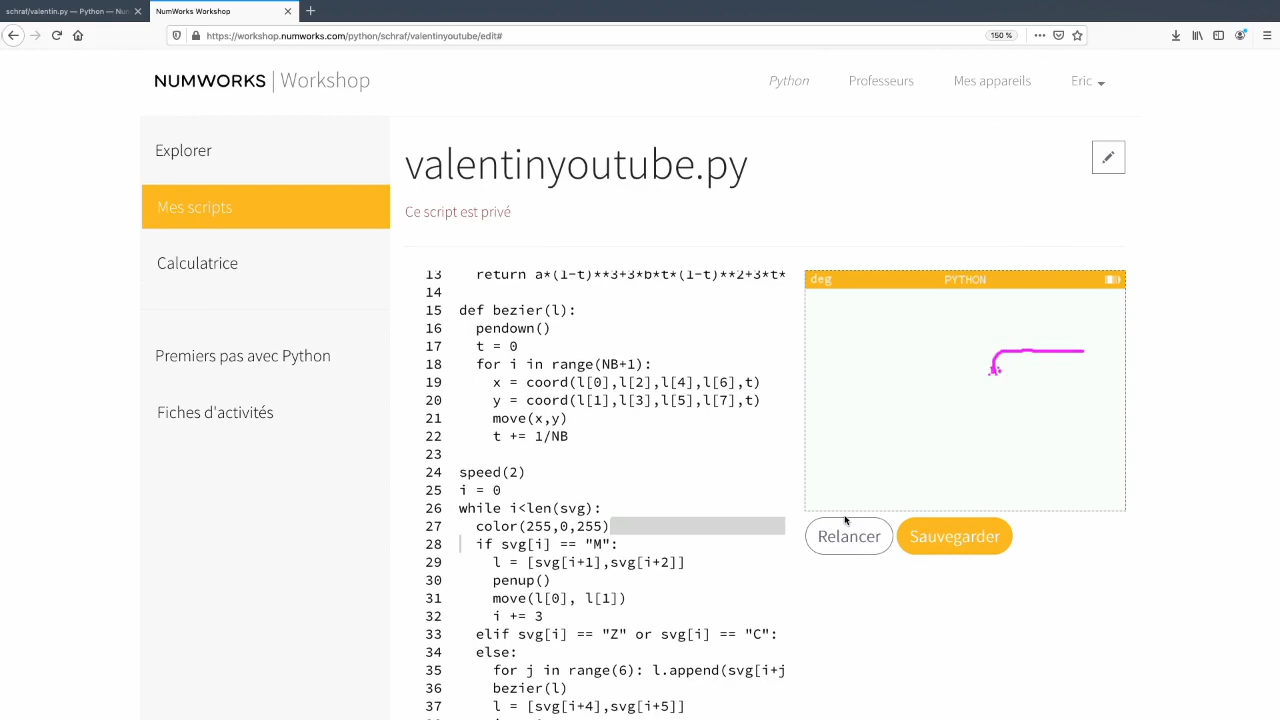 schraf/valentin.py — Python — Num
NumWorks Workshop
https://workshop.numworks.com/python/schraf/valentinyoutube/edit#
150 %
NUMWORKS | Workshop
Python
Professeurs
Mes appareils
Eric
Explorer
Mes scripts
Calculatrice
Premiers pas avec Python
Fiches d'activités
valentinyoutube.py
Ce script est privé
13 return a*(1-t)**3+3*b*t*(1-t)**2+3*t*
14
15 def bezier(l):
16 pendown()
17 t = 0
18 for i in range(NB+1):
19 x = coord(l[0],l[2],l[4],l[6],t)
20 y = coord(l[1],l[3],l[5],l[7],t)
21 move(x,y)
22 t += 1/NB
23
24 speed(2)
25 i = 0
26 while i<len(svg):
27 color(255,0,255)
28 if svg[i] == "M":
29 l = [svg[i+1],svg[i+2]]
30 penup()
31 move(l[0], l[1])
32 i += 3
33 elif svg[i] == "Z" or svg[i] == "C":
34 else:
35 for j in range(6): l.append(svg[i+j
36 bezier(l)
37 l = [svg[i+4],svg[i+5]]
deg
PYTHON
Relancer
Sauvegarder